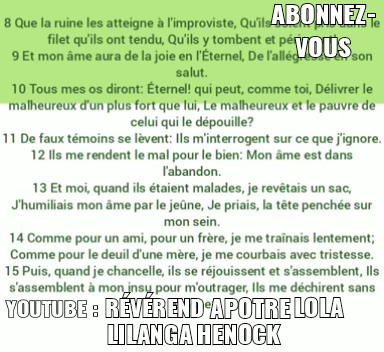 ABONNEZ-
VOUS
8 Que la ruine les atteigne à l'improviste, Qu'ils soient pris dans le
filet qu'ils ont tendu, Qu'ils y tombent et
9 Et mon âme aura de la joie en l'Éternel, De l'allégresse en son
salut.
10 Tous mes os diront: Éternel! qui peut, comme toi, Délivrer le
malheureux d'un plus fort que lui, Le malheureux et le pauvre de
celui qui le dépouille?
11 De faux témoins se lèvent: Ils m'interrogent sur ce que j'ignore.
12 Ils me rendent le mal pour le bien: Mon âme est dans
l'abandon.
13 Et moi, quand ils étaient malades, je revêtais un sac,
J'humiliais mon âme par le jeûne, Je priais, la tête penchée sur
mon sein.
14 Comme pour un ami, pour un frère, je me traînais lentement;
Comme pour le deuil d'une mère, je me courbais avec tristesse.
15 Puis, quand je chancelle, ils se réjouissent et s'assemblent, Ils
s'assemblent à mon insu pour m'outrager, Ils me déchirent sans
YOUTUBE : RÉVÉREND APOTRE LOLA
LILANGA HENOCK